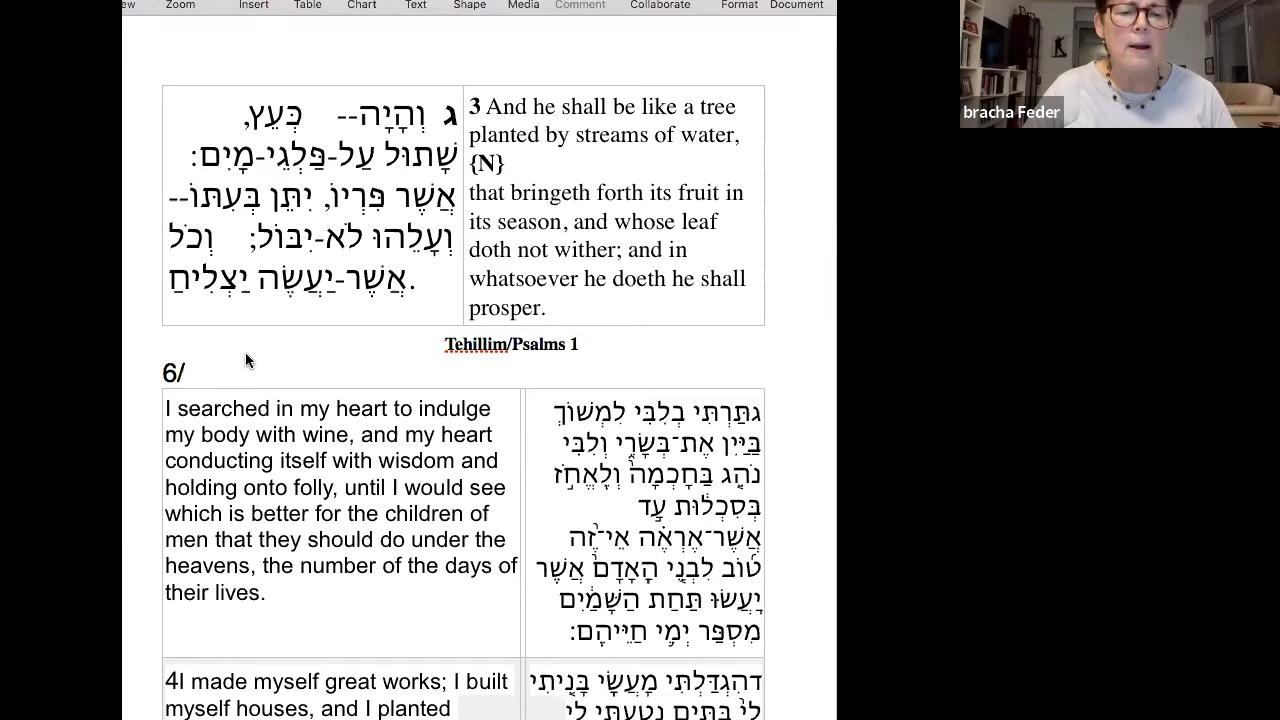 ew Zoom Insert Table Chart Text Shape Media Comment Collaborate Format Document
bracha Feder
ג וְהָיָה-- כְּעֵץ,
שָׁתוּל עַל-פַּלְגֵי-מָיִם:
אֲשֶׁר פִּרְיוֹ, יִתֵּן בְּעִתּוֹ--
וְעָלֵהוּ לֹא-יִבּוֹל; וְכֹל
אֲשֶׁר-יַעֲשֶׂה יַצְלִיחַ.
3 And he shall be like a tree
planted by streams of water,
{N}
that bringeth forth its fruit in
its season, and whose leaf
doth not wither; and in
whatsoever he doeth he shall
prosper.
Tehillim/Psalms 1
6/
I searched in my heart to indulge
my body with wine, and my heart
conducting itself with wisdom and
holding onto folly, until I would see
which is better for the children of
men that they should do under the
heavens, the number of the days of
their lives.
גתַּרְתִּי בְלִבִּי לִמְשׁוֹךְ
בַּיַּיִן אֶת־בְּשָׂרִ֑י וְלִבִּי
נֹהֵ֤ג בַּחָכְמָה֙ וְלֶֽאֱחֹ֣ז
בְּסִכְל֔וּת עַ֣ד
אֲשֶׁר־אֶרְאֶ֗ה אֵי־זֶ֨ה
ט֜וֹב לִבְנֵ֤י הָֽאָדָם֙ אֲשֶׁ֤ר
יַֽעֲשׂוּ֙ תַּ֣חַת הַשָּׁמַ֔יִם
מִסְפַּ֖ר יְמֵ֥י חַיֵּיהֶֽם:
4I made myself great works; I built
myself houses, and I planted
דהִגְדַּ֖לְתִּי מַֽעֲשָׂ֑י בָּנִ֤יתִי
לִי֙ בָּתִּ֔ים נָטַ֥עְתִּי לִ֖י